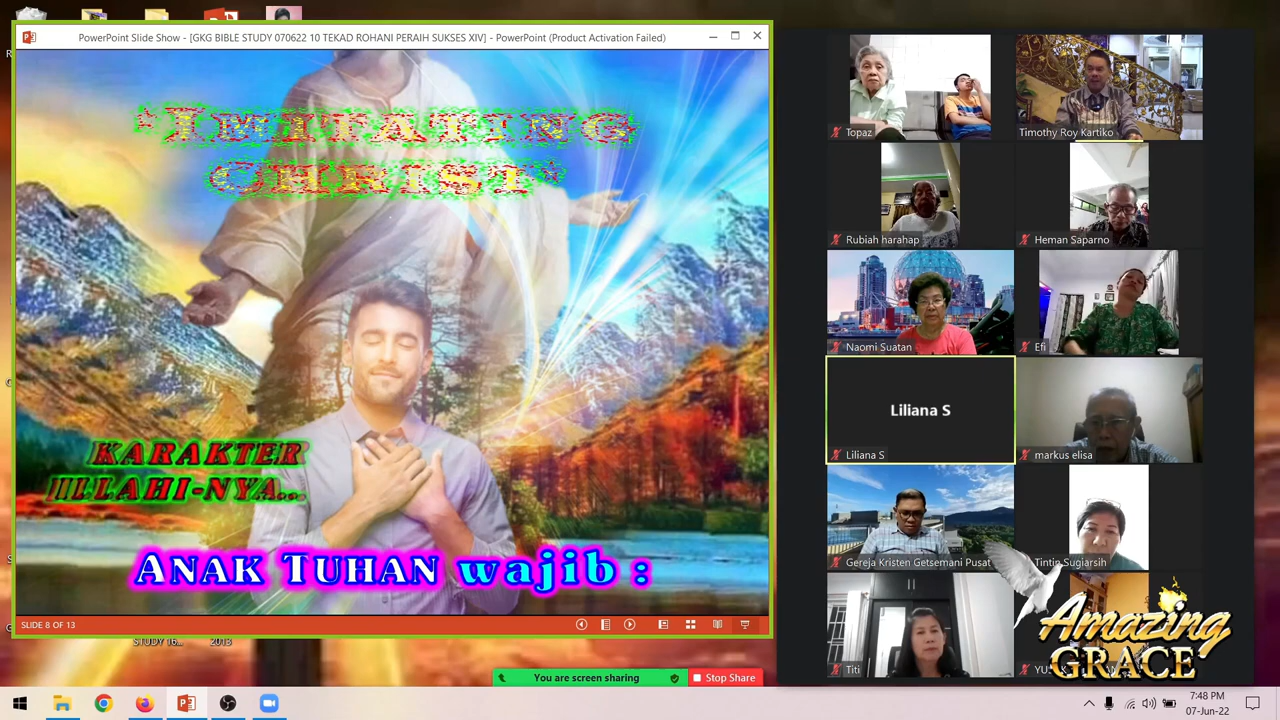 PowerPoint Slide Show - [GKG BIBLE STUDY 070622 10 TEKAD ROHANI PERAIH SUKSES XIV] - PowerPoint (Product Activation Failed)
"IMITATING
CHRIST"
KARAKTER
ILLAHI-NYA...
ANAK TUHAN wajib :
SLIDE 8 OF 13
STUDY 16...
2013
You are screen sharing
Stop Share
Topaz
Timothy Roy Kartiko
Rubiah harahap
Heman Saparno
Naomi Suatan
Efi
Liliana S
Liliana S
markus elisa
Gereja Kristen Getsemani Pusat
Tintin Sugiarsih
Titi
Amazing
GRACE
7:48 PM
07-Jun-22